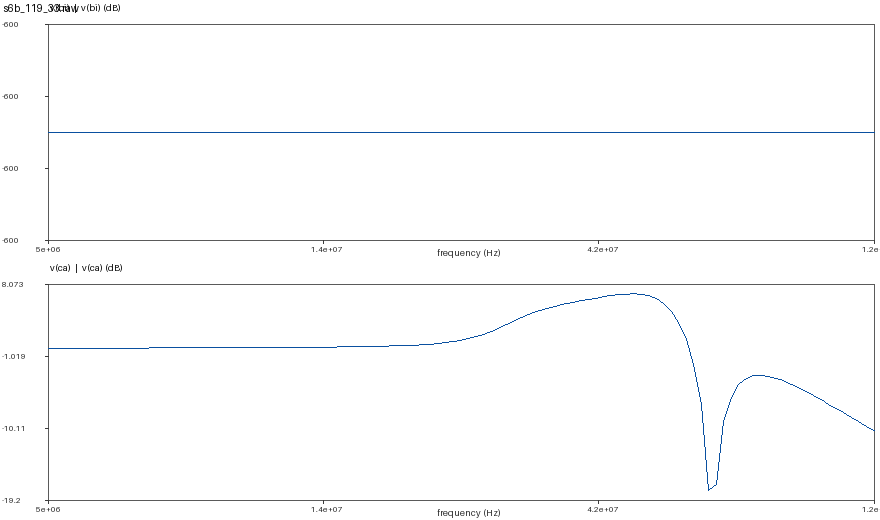 v(bi) (dB)
-600
-600
-600
-600
5e+06
1.4e+07
4.2e+07
1.2e
frequency (Hz)
v(ca) | v(ca) (dB)
8.073
-1.019
-10.11
-19.2
5e+06
1.4e+07
4.2e+07
1.2e
frequency (Hz)